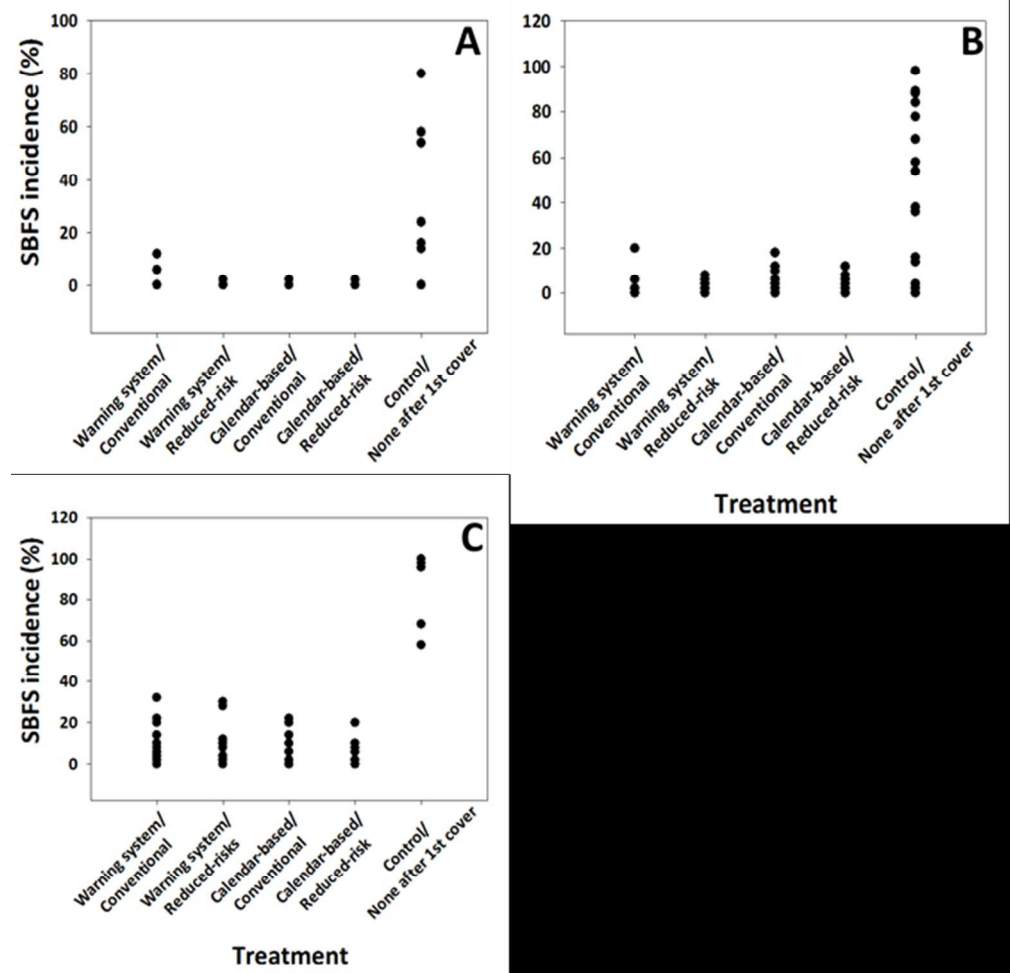 A
SBFS incidence (%)
100
80
60
40
20
0
Warning system/
Conventional
Warning system/
Reduced-risk
Calendar-based/
Conventional
Calendar-based/
Reduced-risk
Control/
None after 1st cover
B
120
100
80
60
40
20
0
Warning system/
Conventional
Warning system/
Reduced-risk
Calendar-based/
Conventional
Calendar-based/
Reduced-risk
Control/
None after 1st cover
Treatment
C
SBFS incidence (%)
120
100
80
60
40
20
0
Warning system/
Conventional
Warning system/
Reduced-risks
Calendar-based/
Conventional
Calendar-based/
Reduced-risk
Control/
None after 1st cover
Treatment